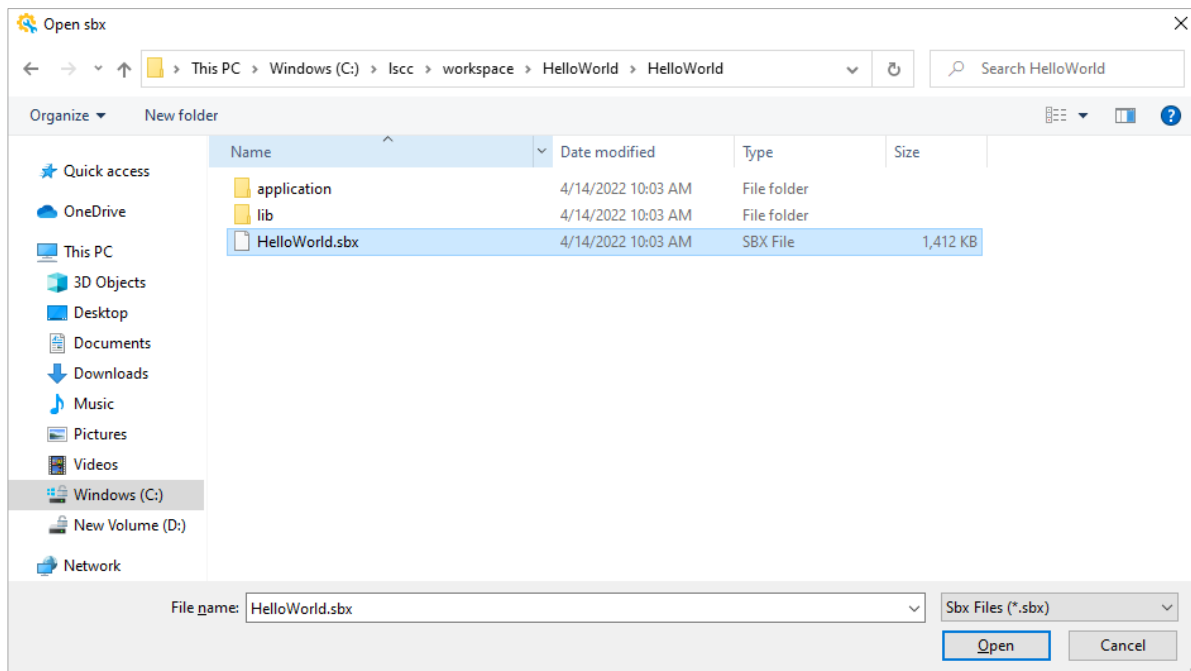 Open sbx
This PC > Windows (C:) > lscc > workspace > HelloWorld > HelloWorld
Search HelloWorld
Organize
New folder
Name Date modified Type Size
Quick access
OneDrive
This PC
3D Objects
Desktop
Documents
Downloads
Music
Pictures
Videos
Windows (C:)
New Volume (D:)
Network
application 4/14/2022 10:03 AM File folder
lib 4/14/2022 10:03 AM File folder
HelloWorld.sbx 4/14/2022 10:03 AM SBX File 1,412 KB
File name: HelloWorld.sbx Sbx Files (*.sbx)
Open Cancel